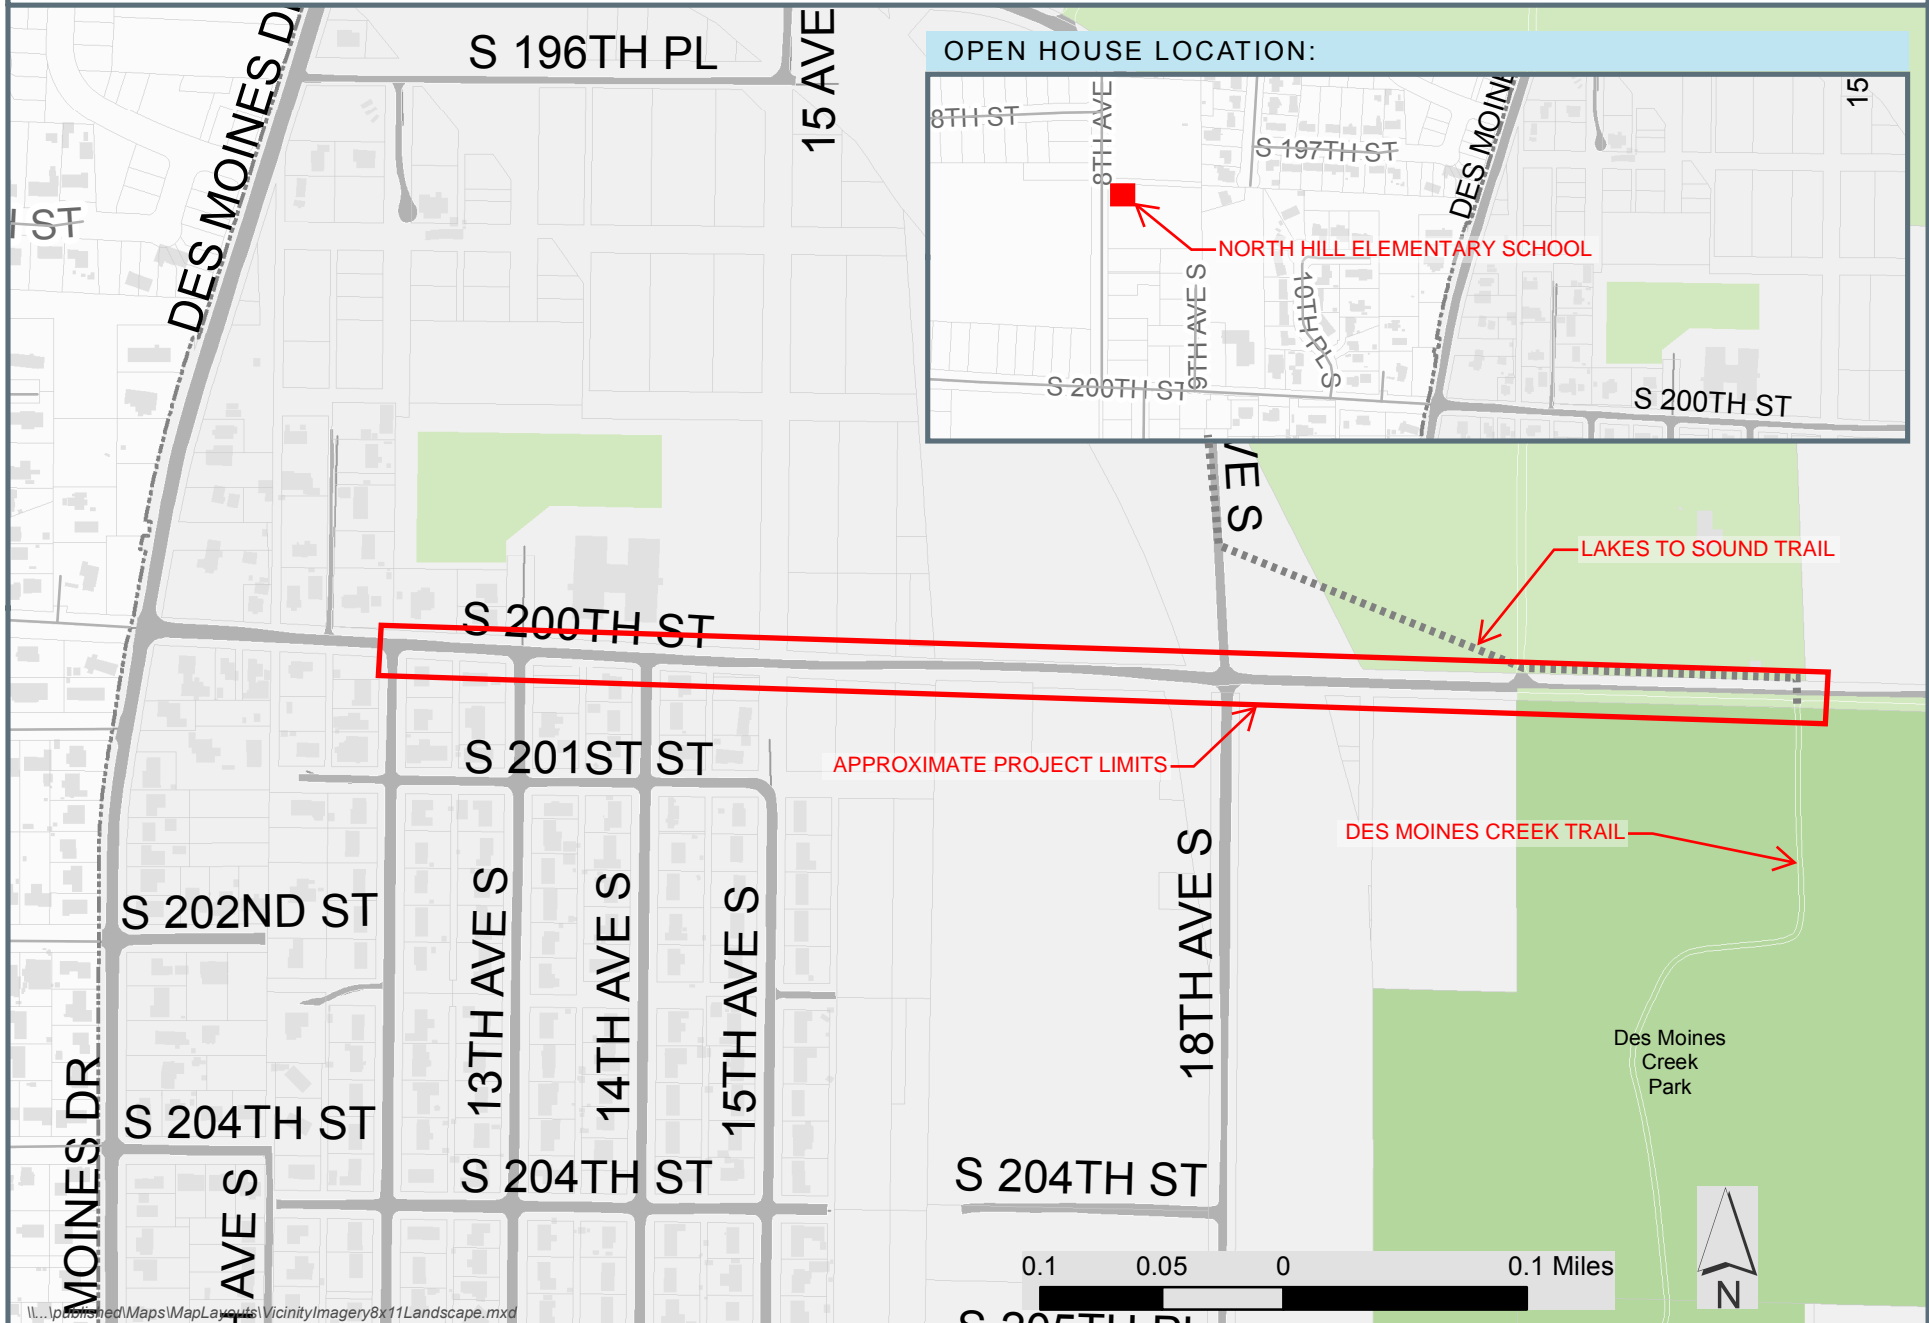 S 196TH PL
15 AVE
DES MOINES
OPEN HOUSE LOCATION:
8TH ST
8TH AVE
S 197TH ST
DES MOINE
15
NORTH HILL ELEMENTARY SCHOOL
9TH AVE S
10TH PL S
S 200TH ST
S 200TH ST
ST
VE S
LAKES TO SOUND TRAIL
S 200TH ST
S 201ST ST
APPROXIMATE PROJECT LIMITS
DES MOINES CREEK TRAIL
S 202ND ST
13TH AVE S
14TH AVE S
15TH AVE S
18TH AVE S
Des Moines
Creek
Park
MOINES DR
S 204TH ST
AVE S
S 204TH ST
S 204TH ST
0.1 0.05 0 0.1 Miles
N
\\...\published\Maps\MapLayouts\VicinityImagery8x11Landscape.mxd
S 205TH PL